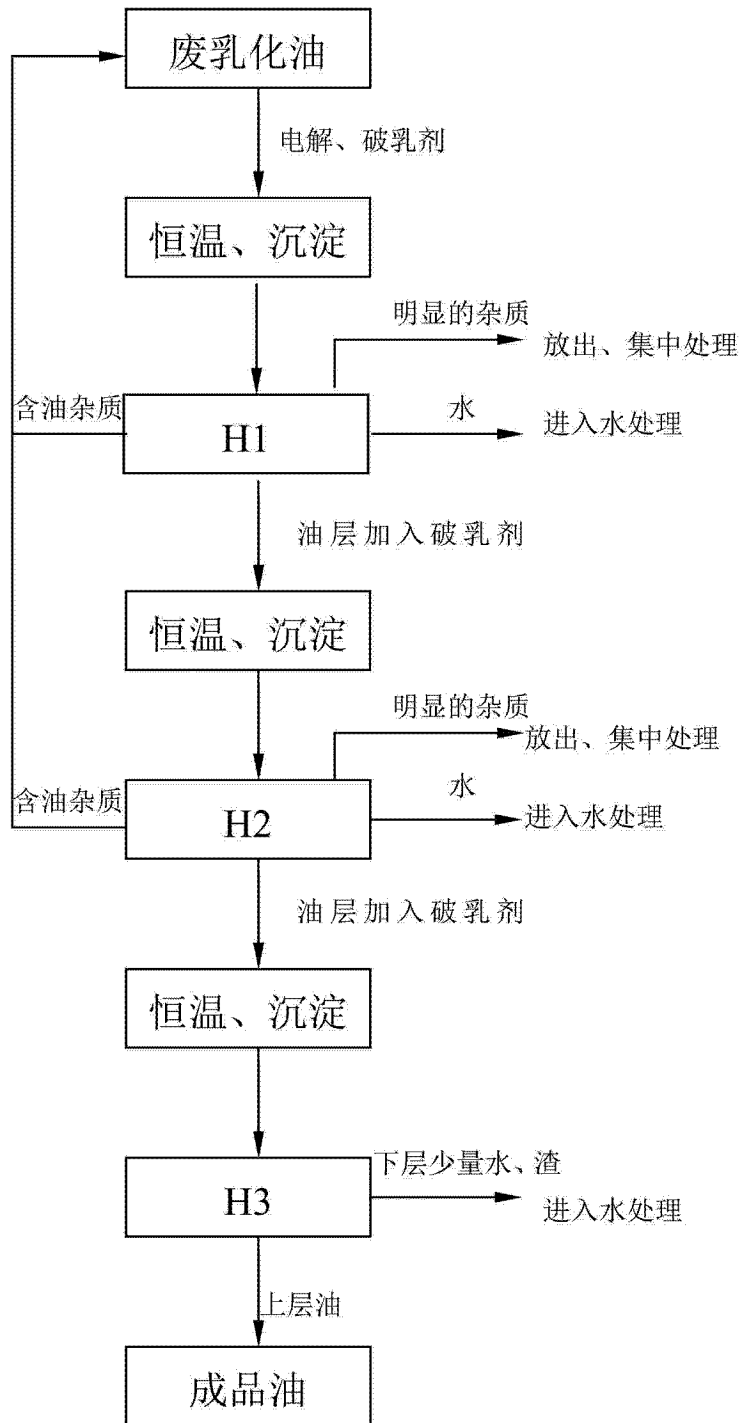 废乳化油
电解、破乳剂
恒温、沉淀
明显的杂质
放出、集中处理
含油杂质
H1
水
进入水处理
油层加入破乳剂
恒温、沉淀
明显的杂质
放出、集中处理
含油杂质
H2
水
进入水处理
油层加入破乳剂
恒温、沉淀
下层少量水、渣
H3
进入水处理
上层油
成品油